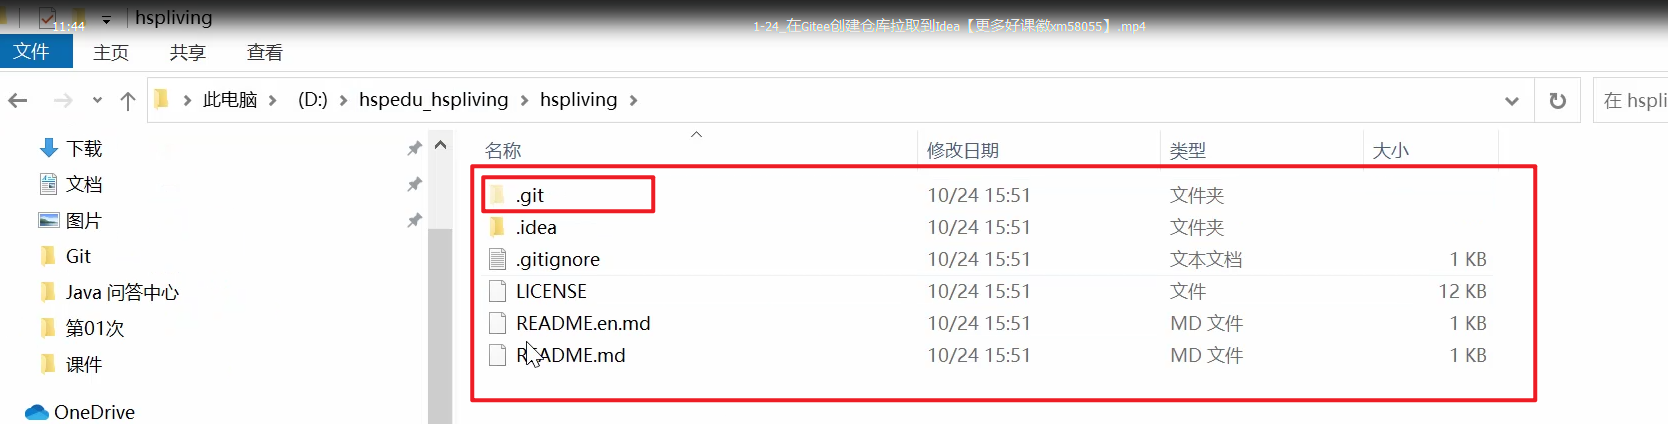 hspliving
11:44
1-24_在Gitee创建仓库拉取到Idea【更多好课微xm58055】.mp4
文件 主页 共享 查看
此电脑 (D:) hspedu_hspliving hspliving
在 hspli
名称 修改日期 类型 大小
下载
文档
图片
Git
Java 问答中心
第01次
课件
OneDrive
.git 10/24 15:51 文件夹
.idea 10/24 15:51 文件夹
.gitignore 10/24 15:51 文本文档 1 KB
LICENSE 10/24 15:51 文件 12 KB
README.en.md 10/24 15:51 MD 文件 1 KB
README.md 10/24 15:51 MD 文件 1 KB